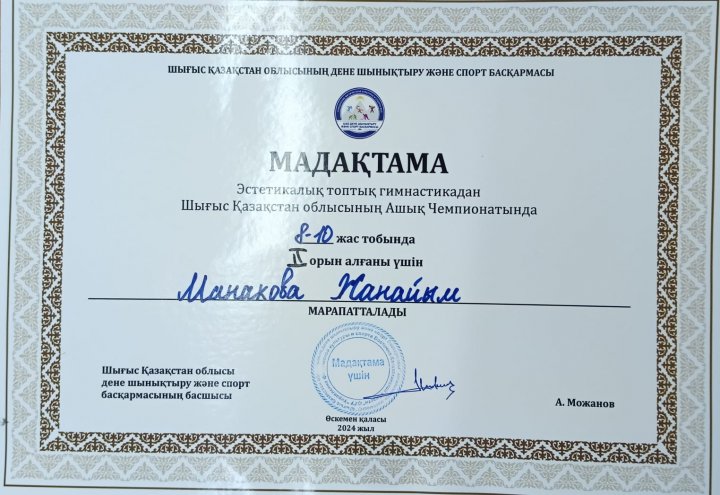 ШЫҒЫС ҚАЗАҚСТАН ОБЛЫСЫНЫҢ ДЕНЕ ШЫНЫҚТЫРУ ЖӘНЕ СПОРТ БАСҚАРМАСЫ
МАДАҚТАМА
Эстетикалық топтық гимнастикадан
Шығыс Қазақстан облысының Ашық Чемпионатында
8-10 жас тобында
II орын алғаны үшін
Манакова Жанайым
МАРАПАТТАЛАДЫ
Шығыс Қазақстан облысы
дене шынықтыру және спорт
басқармасының басшысы
Мадақтама
үшін
А. Можанов
Өскемен қаласы
2024 жыл